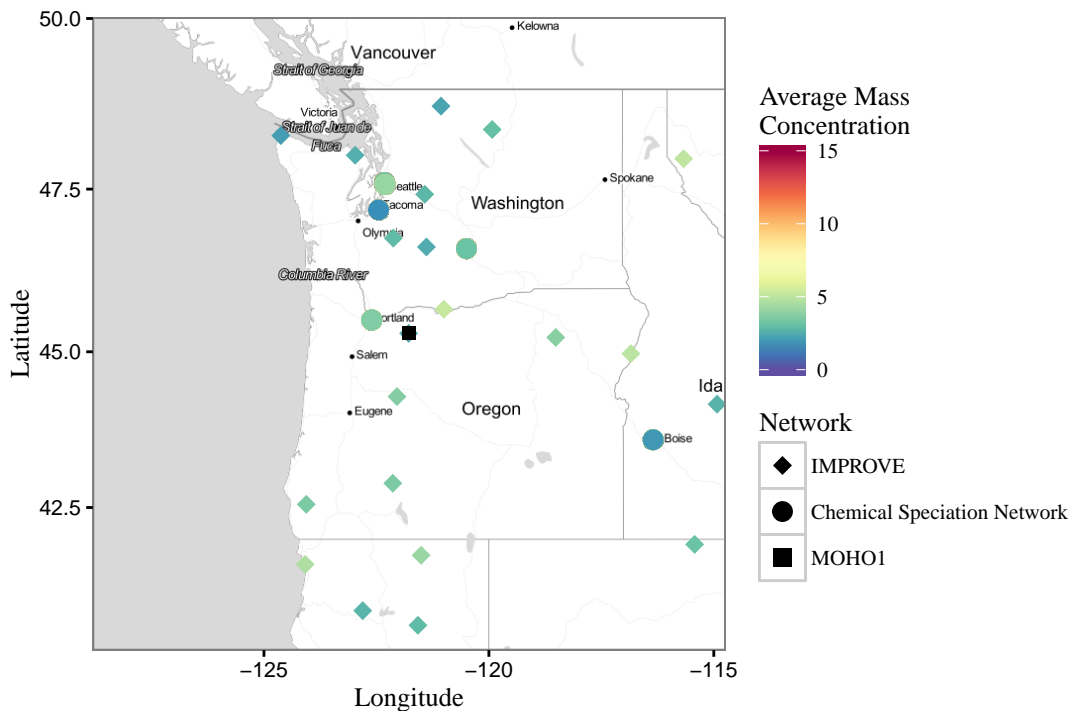 50.0
Kelowna
Vancouver
Strait of Georgia
Average Mass
Concentration
Victoria
Strait of Juan de
Fuca
15
47.5
Seattle
Spokane
Tacoma
Washington
Olympia
10
Columbia River
5
Portland
Latitude
45.0
Salem
0
Ida
Eugene
Oregon
Network
Boise
IMPROVE
42.5
Chemical Speciation Network
MOHO1
−125
−120
−115
Longitude